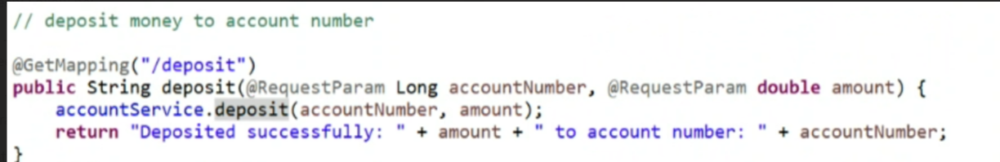 // deposit money to account number
@GetMapping("/deposit")
public String deposit(@RequestParam Long accountNumber, @RequestParam double amount) {
accountService.deposit(accountNumber, amount);
return "Deposited successfully: " + amount + " to account number: " + accountNumber;
}